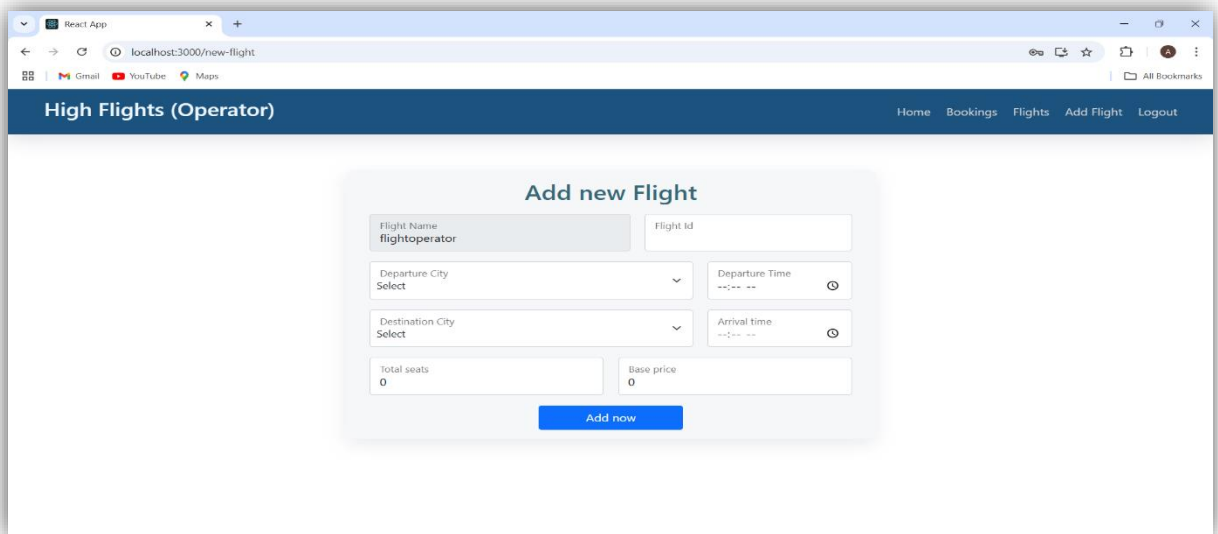 React App
localhost:3000/new-flight
Gmail YouTube Maps All Bookmarks
High Flights (Operator) Home Bookings Flights Add Flight Logout
Add new Flight
Flight Name Flight Id
flightoperator
Departure City Departure Time
Select --:-- --
Destination City Arrival time
Select --:-- --
Total seats Base price
0 0
Add now